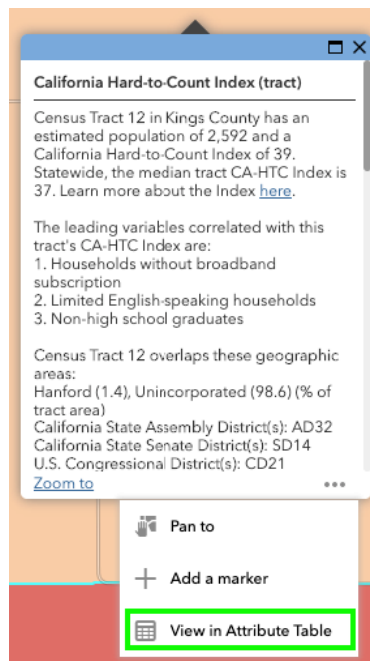 California Hard-to-Count Index (tract)
Census Tract 12 in Kings County has an
estimated population of 2,592 and a
California Hard-to-Count Index of 39.
Statewide, the median tract CA-HTC Index is
37. Learn more about the Index here.
The leading variables correlated with this
tract's CA-HTC Index are:
1. Households without broadband
subscription
2. Limited English-speaking households
3. Non-high school graduates
Census Tract 12 overlaps these geographic
areas:
Hanford (1.4), Unincorporated (98.6) (% of
tract area)
California State Assembly District(s): AD32
California State Senate District(s): SD14
U.S. Congressional District(s): CD21
Zoom to
Pan to
Add a marker
View in Attribute Table